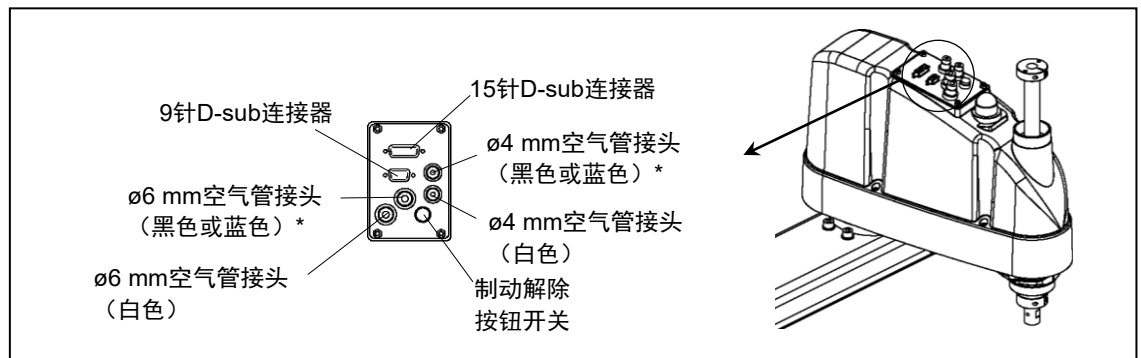 15针D-sub连接器
9针D-sub连接器
ø4 mm空气管接头
（黑色或蓝色）*
ø6 mm空气管接头
（黑色或蓝色）*
ø4 mm空气管接头
（白色）
ø6 mm空气管接头
（白色）
制动解除
按钮开关